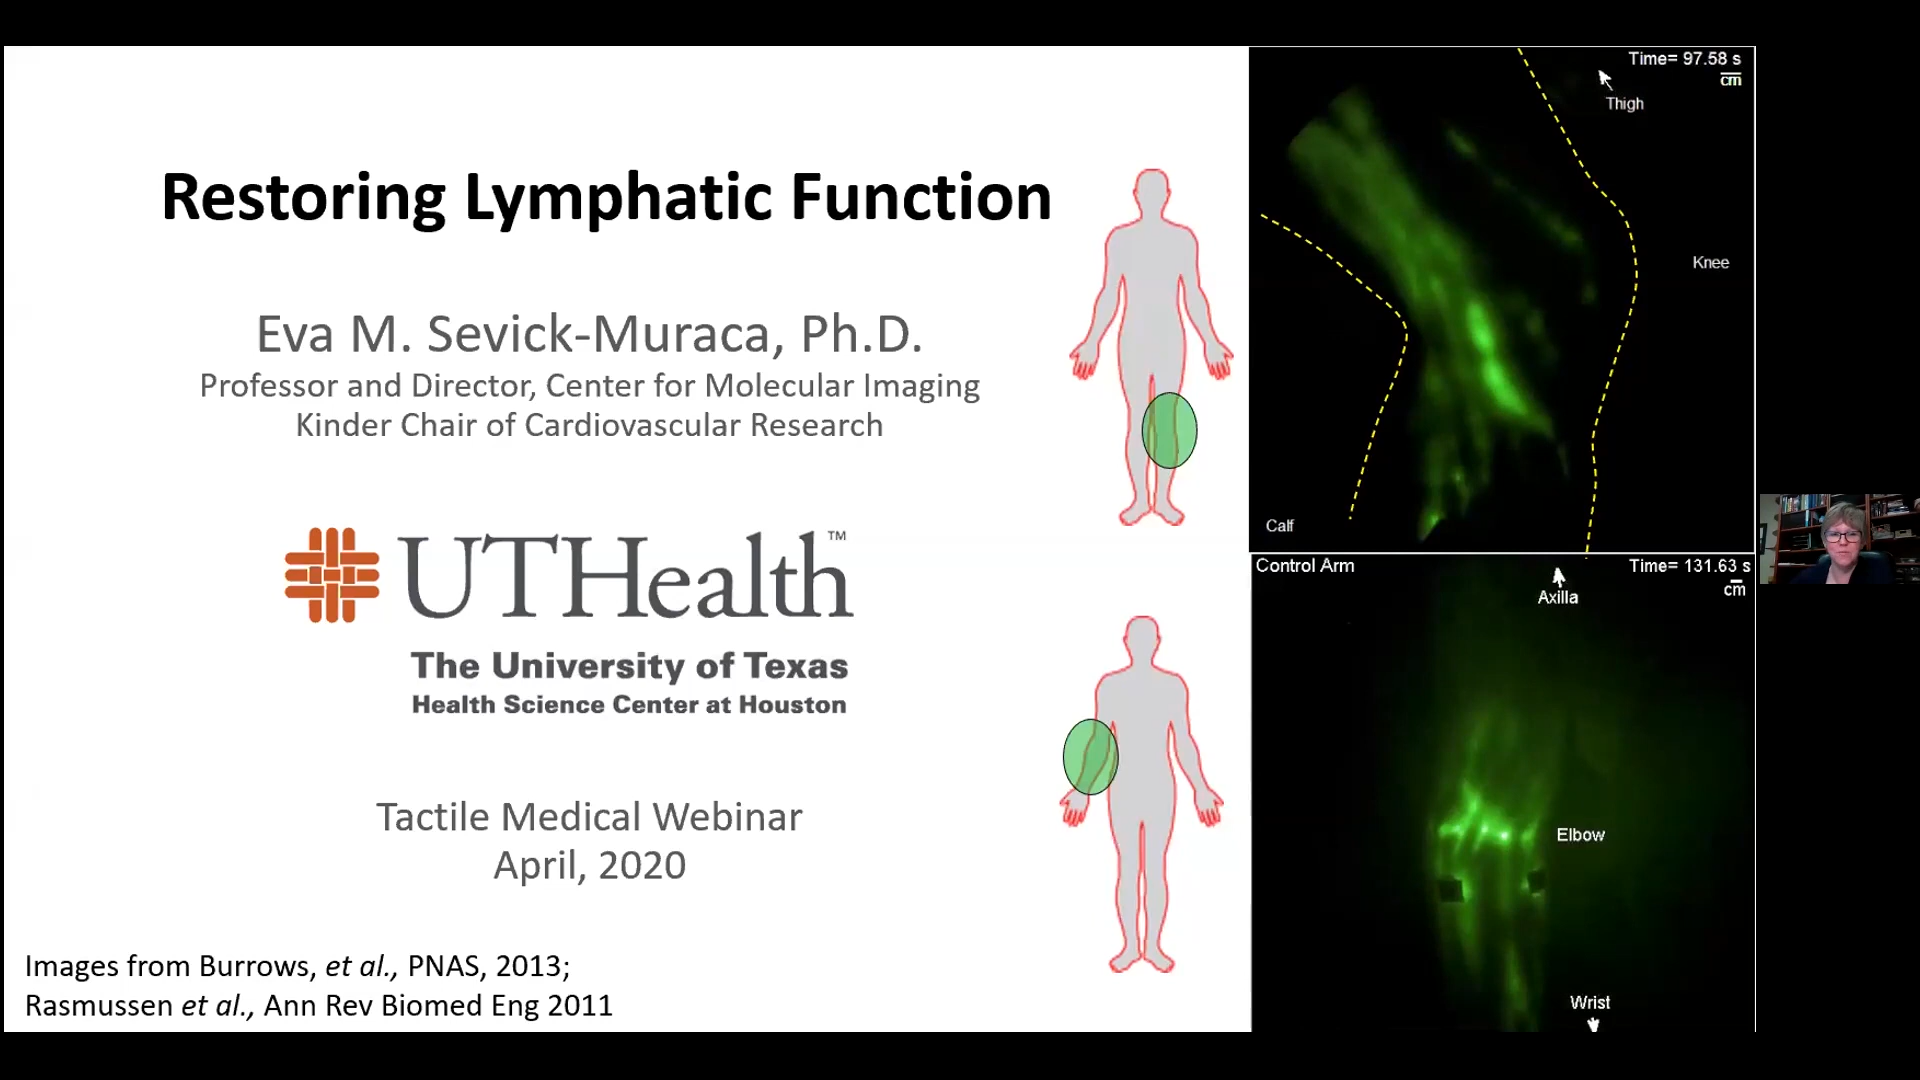 Restoring Lymphatic Function
Eva M. Sevick-Muraca, Ph.D.
Professor and Director, Center for Molecular Imaging
Kinder Chair of Cardiovascular Research
UTHealth™
The University of Texas
Health Science Center at Houston
Tactile Medical Webinar
April, 2020
Images from Burrows, et al., PNAS, 2013;
Rasmussen et al., Ann Rev Biomed Eng 2011
Time= 97.58 s
cm
Thigh
Knee
Calf
Control Arm
Time= 131.63 s
cm
Axilla
Elbow
Wrist